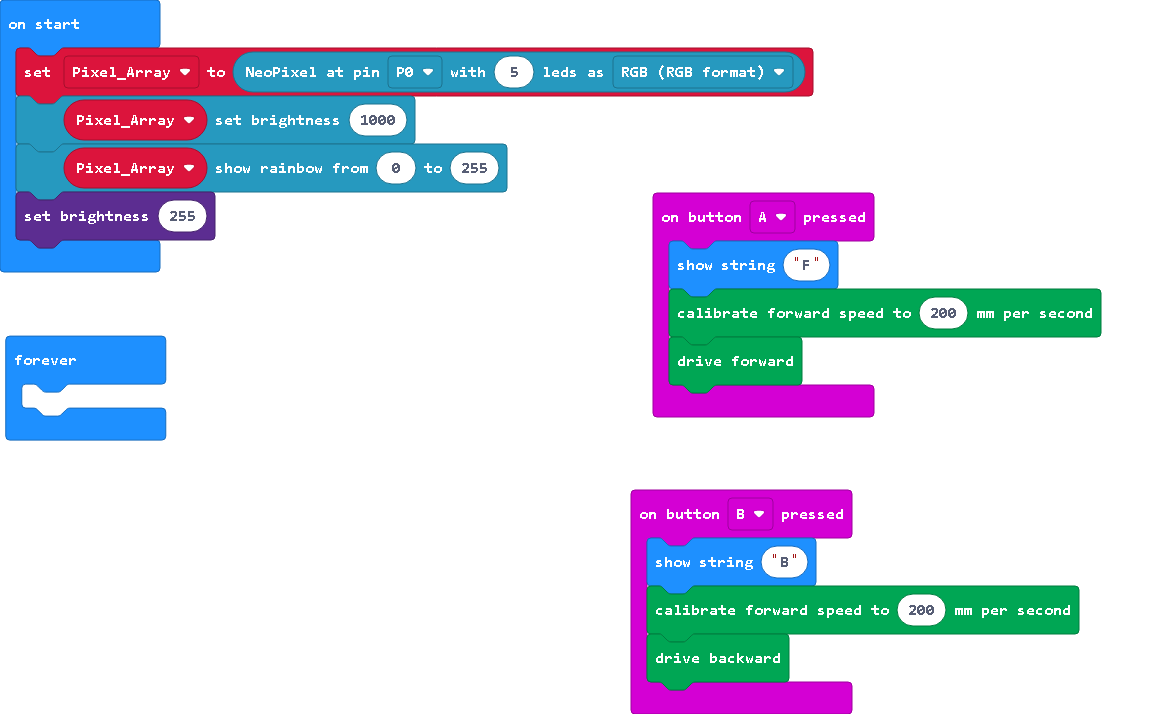 on start
set Pixel_Array to NeoPixel at pin P0 with 5 leds as RGB (RGB format)
Pixel_Array set brightness 1000
Pixel_Array show rainbow from 0 to 255
set brightness 255
forever
on button A pressed
show string "F"
calibrate forward speed to 200 mm per second
drive forward
on button B pressed
show string "B"
calibrate forward speed to 200 mm per second
drive backward